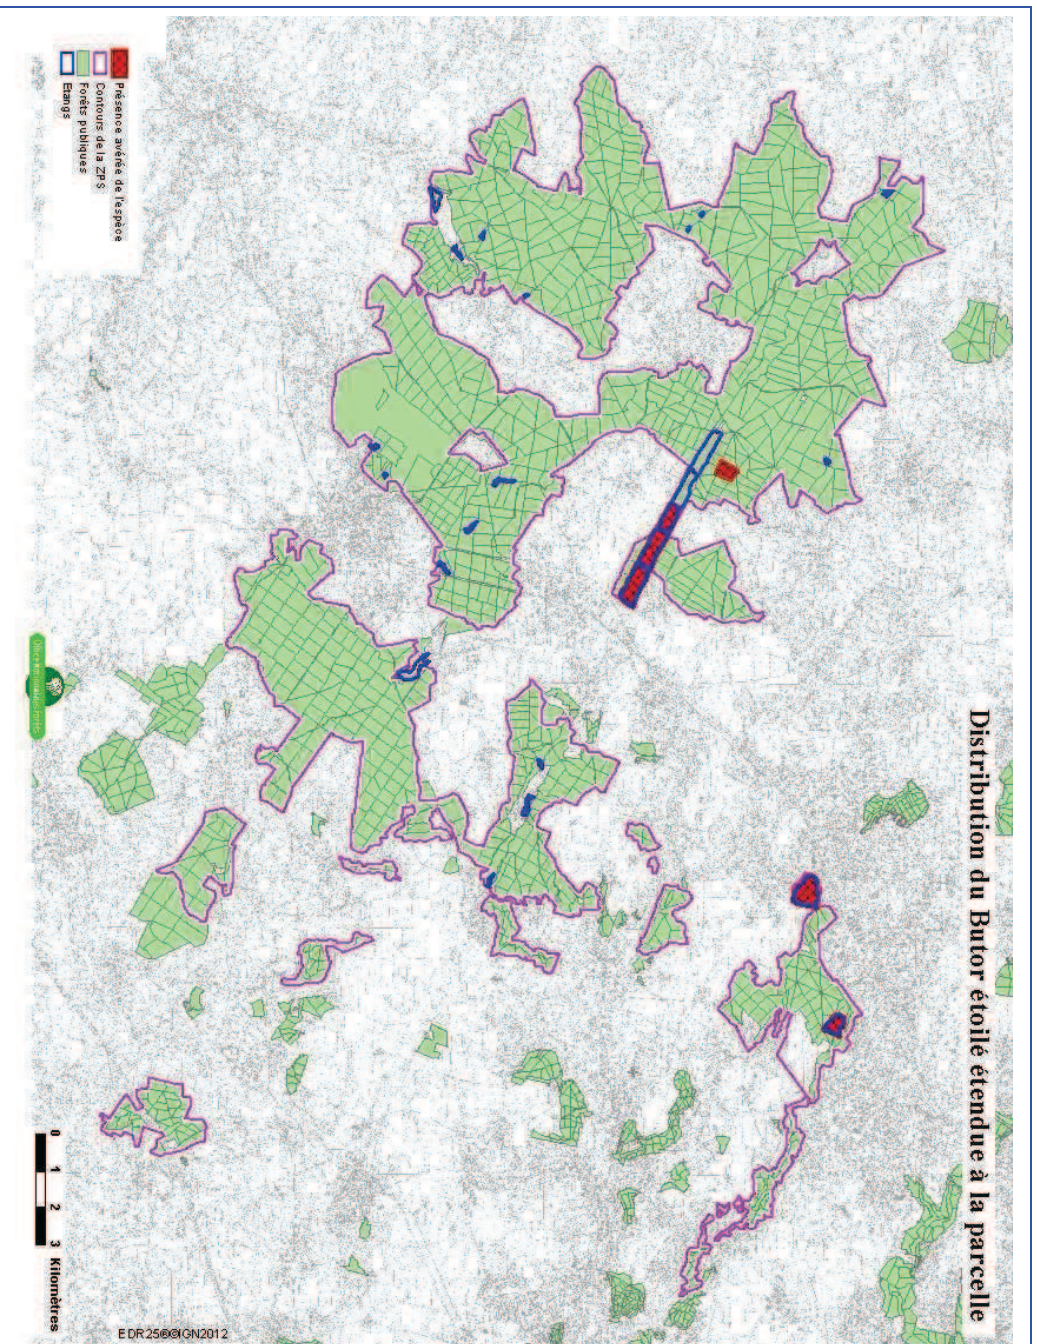 Distribution du Butor étoilé étendue à la parcelle
Présence avérée de l'espèce
Contours de la ZPS
Forêts publiques
Etangs
0 1 2 3 Kilomètres
EDR25©©IGN2012